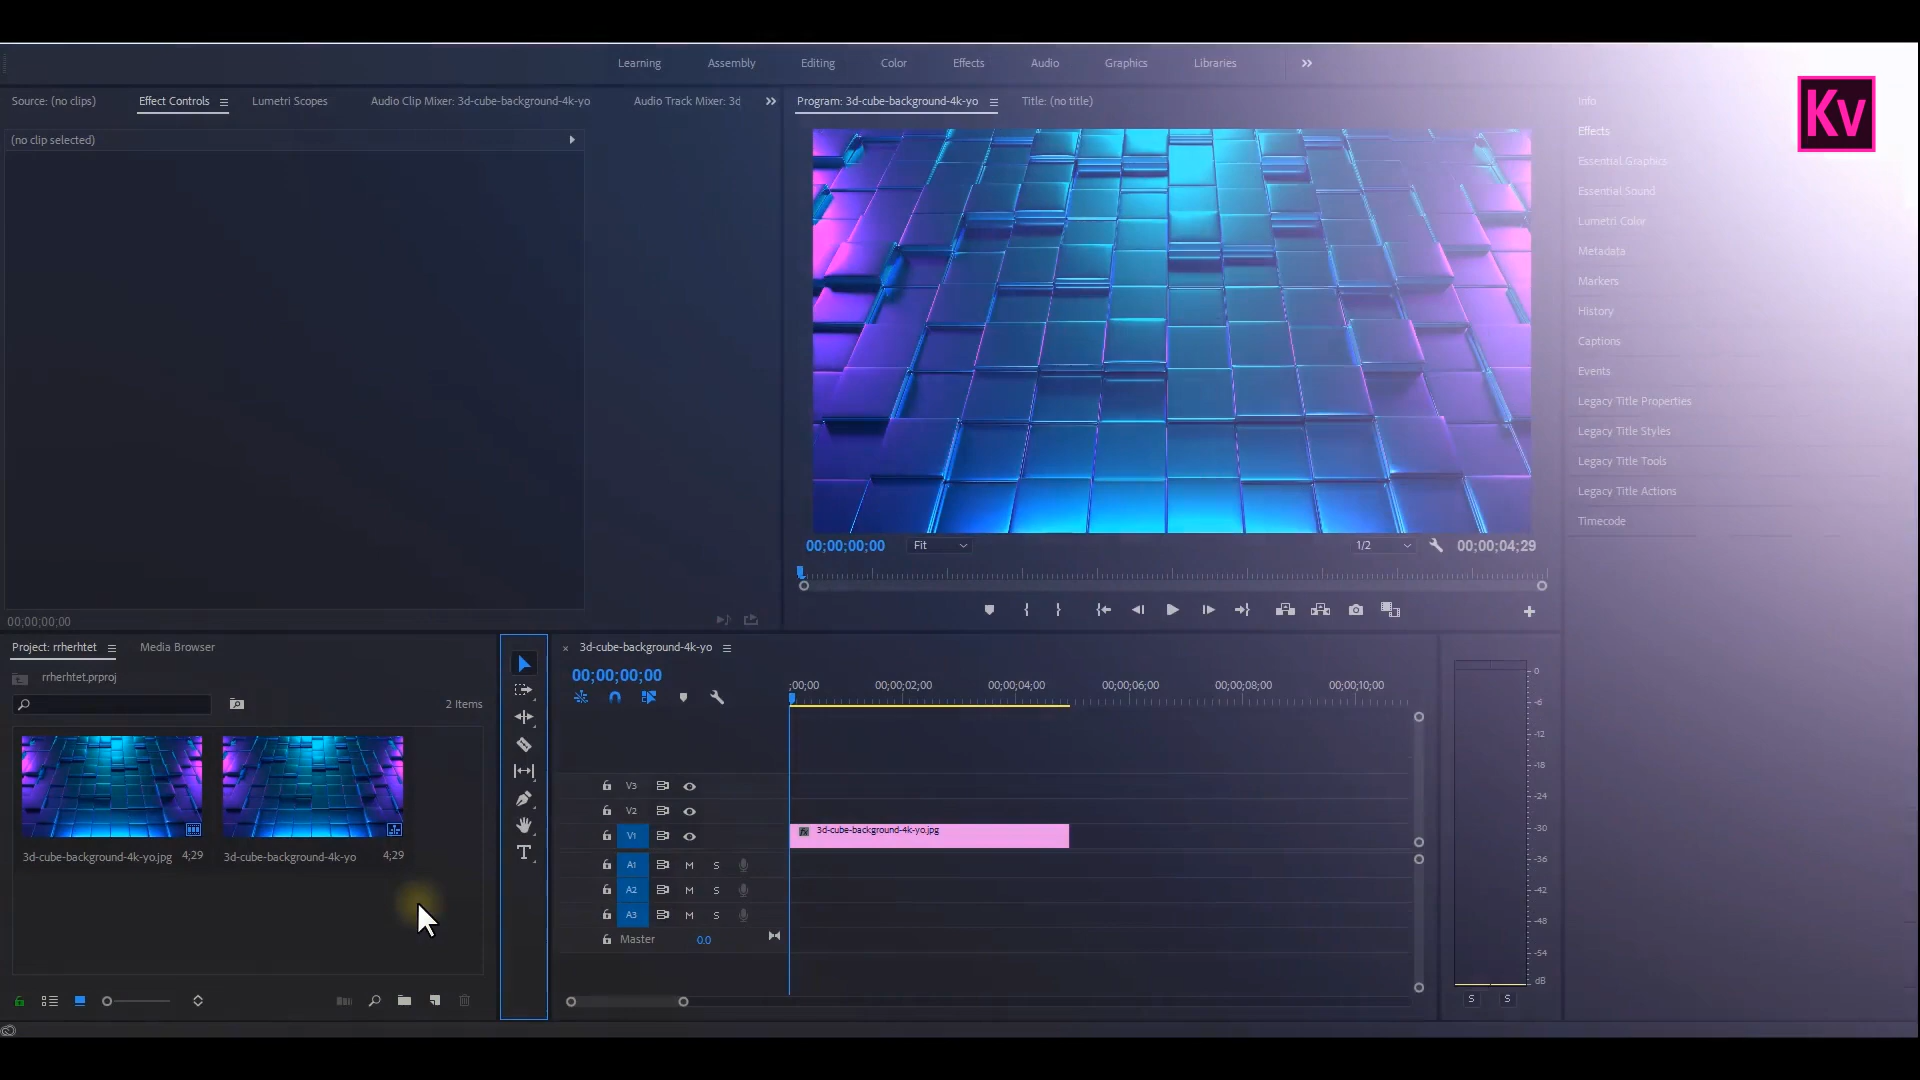 Learning Assembly Editing Color Effects Audio Graphics Libraries
Kv
Source: (no clips) Effect Controls Lumetri Scopes Audio Clip Mixer: 3d-cube-background-4k-yo Audio Track Mixer: 3d
Program: 3d-cube-background-4k-yo Title: (no title)
(no clip selected)
00;00;00;00
00;00;00;00 Fit 1/2 00;00;04;29
Info
Effects
Essential Graphics
Essential Sound
Lumetri Color
Metadata
Markers
History
Captions
Events
Legacy Title Properties
Legacy Title Styles
Legacy Title Tools
Legacy Title Actions
Timecode
Project: rrherhtet Media Browser
rrherhtet.prproj
2 Items
3d-cube-background-4k-yo.jpg 4;29
3d-cube-background-4k-yo 4;29
T
3d-cube-background-4k-yo
00;00;00;00
;00;00 00;00;02;00 00;00;04;00 00;00;06;00 00;00;08;00 00;00;10;00
V3
V2
V1 fx 3d-cube-background-4k-yo.jpg
A1 M S
A2 M S
A3 M S
Master 0.0
0
-6
-12
-18
-24
-30
-36
-42
-48
-54
dB
S S